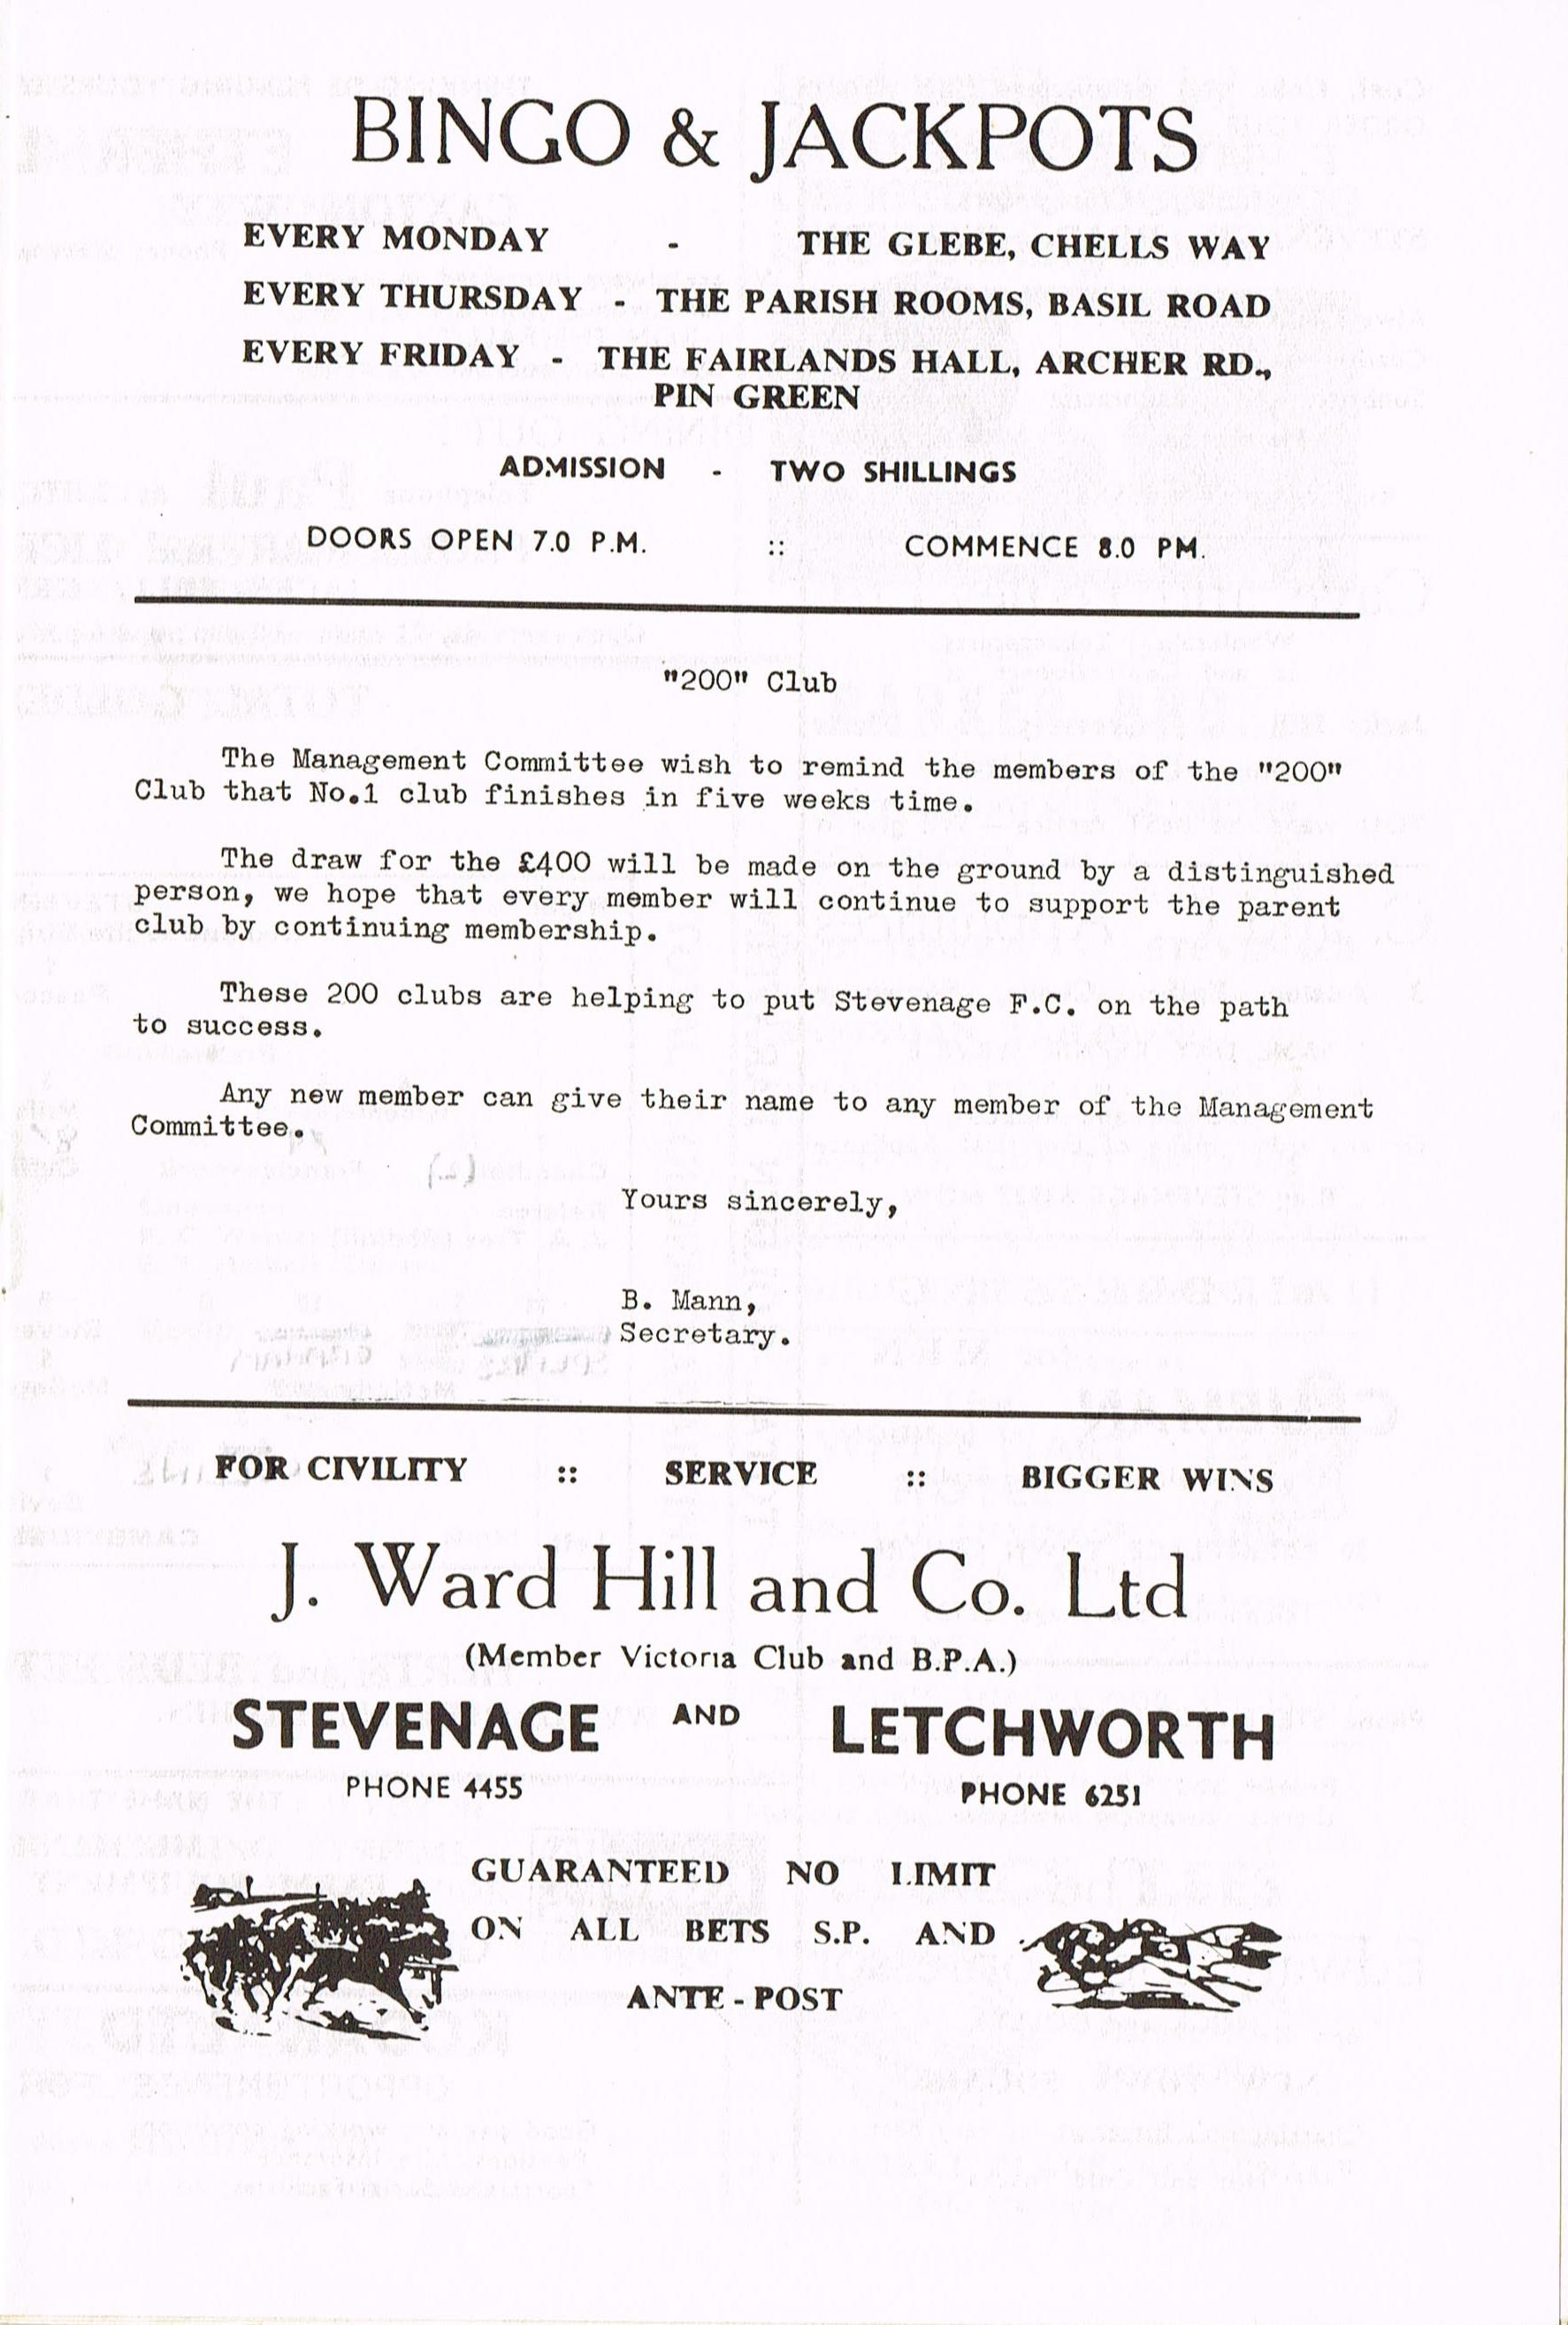 BINGO & JACKPOTS
EVERY MONDAY - THE GLEBE, CHELLS WAY
EVERY THURSDAY - THE PARISH ROOMS, BASIL ROAD
EVERY FRIDAY - THE FAIRLANDS HALL, ARCHER RD.,
PIN GREEN
ADMISSION - TWO SHILLINGS
DOORS OPEN 7.0 P.M. :: COMMENCE 8.0 PM.
"200" Club
The Management Committee wish to remind the members of the "200"
Club that No.1 club finishes in five weeks time.
The draw for the £400 will be made on the ground by a distinguished
person, we hope that every member will continue to support the parent
club by continuing membership.
These 200 clubs are helping to put Stevenage F.C. on the path
to success.
Any new member can give their name to any member of the Management
Committee.
Yours sincerely,
B. Mann,
Secretary.
FOR CIVILITY :: SERVICE :: BIGGER WINS
J. Ward Hill and Co. Ltd
(Member Victoria Club and B.P.A.)
STEVENAGE AND LETCHWORTH
PHONE 4455 PHONE 6251
GUARANTEED NO LIMIT
ON ALL BETS S.P. AND
ANTE-POST